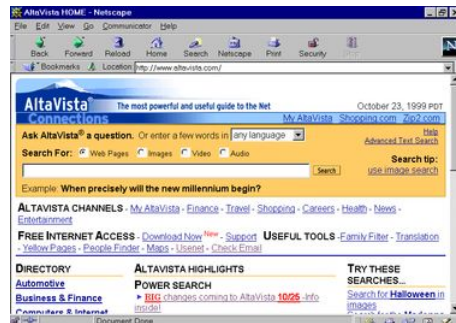 AltaVista HOME - Netscape
File Edit View Go Communicator Help
Back Forward Reload Home Search Netscape Print Security
Bookmarks Location: http://www.altavista.com/
AltaVista® The most powerful and useful guide to the Net October 23, 1999 PDT
Connections My AltaVista Shopping.com Zip2.com
Ask AltaVista® a question. Or enter a few words in any language Help
Advanced Text Search
Search For: Web Pages Images Video Audio
Search tip:
Search use image search
Example: When precisely will the new millennium begin?
ALTAVISTA CHANNELS - My AltaVista - Finance - Travel - Shopping - Careers - Health - News -
Entertainment
FREE INTERNET ACCESS - Download Now New - Support USEFUL TOOLS -Family Filter - Translation
- Yellow Pages - People Finder - Maps - Usenet - Check Email
DIRECTORY ALTAVISTA HIGHLIGHTS TRY THESE
SEARCHES...
Automotive POWER SEARCH
Business & Finance BIG changes coming to AltaVista 10/26 -Info Search for Halloween in
inside! images
Computers & Internet
Document: Done